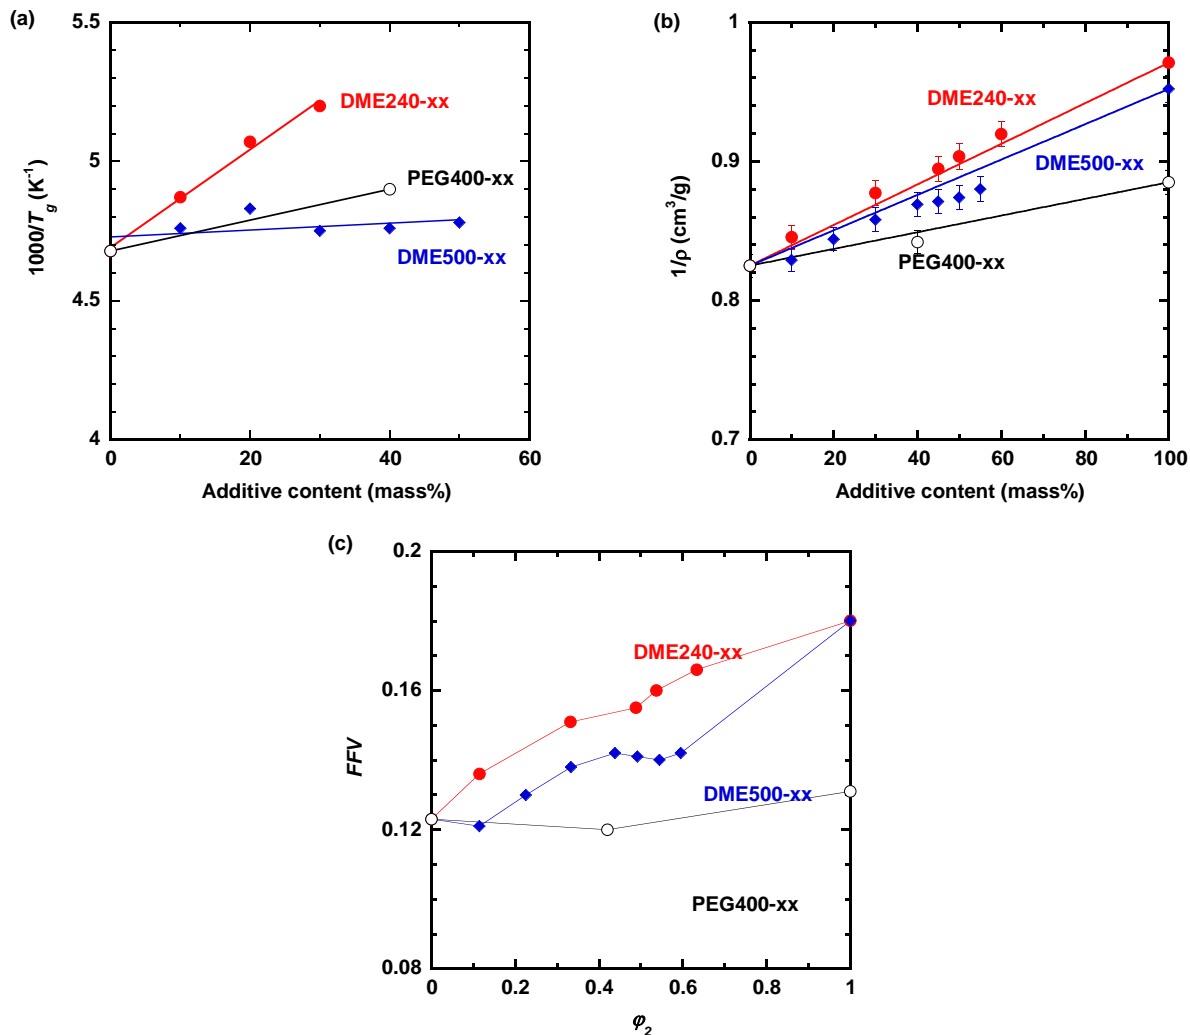 (a)
5.5
5
4.5
4
1000/T_g (K⁻¹)
DME240-xx
PEG400-xx
DME500-xx
0 20 40 60
Additive content (mass%)
(b)
1
0.9
0.8
0.7
1/ρ (cm³/g)
DME240-xx
DME500-xx
PEG400-xx
0 20 40 60 80 100
Additive content (mass%)
(c)
0.2
0.16
0.12
0.08
FFV
DME240-xx
DME500-xx
PEG400-xx
0 0.2 0.4 0.6 0.8 1
φ₂